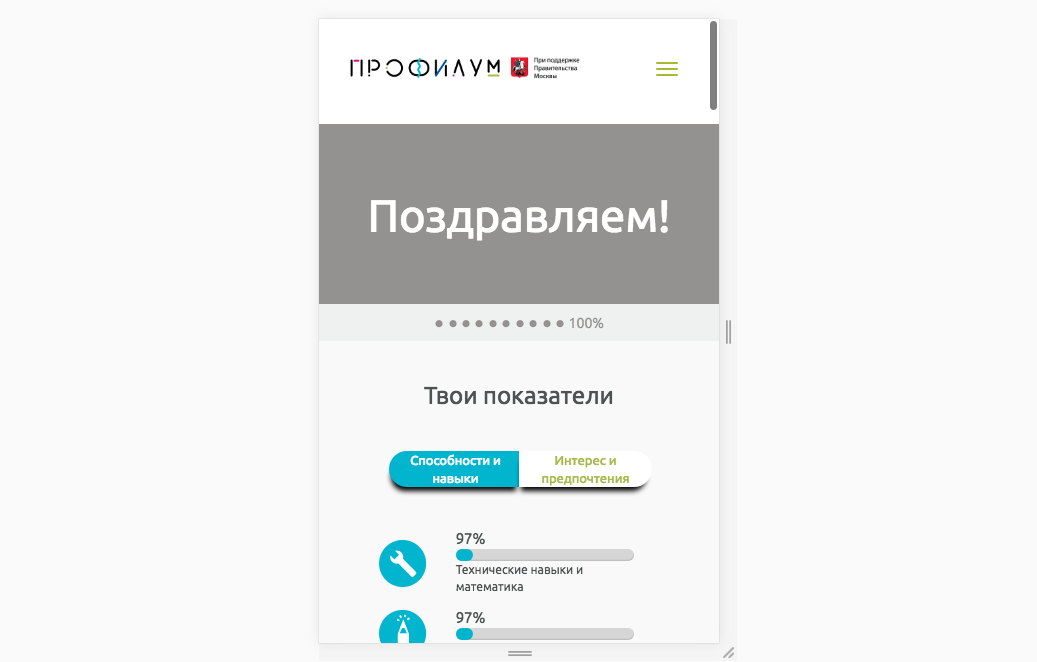 ПРОФИЛУМ
При поддержке
Правительства
Москвы
Поздравляем!
100%
Твои показатели
Способности и
навыки
Интерес и
предпочтения
97%
Технические навыки и
математика
97%